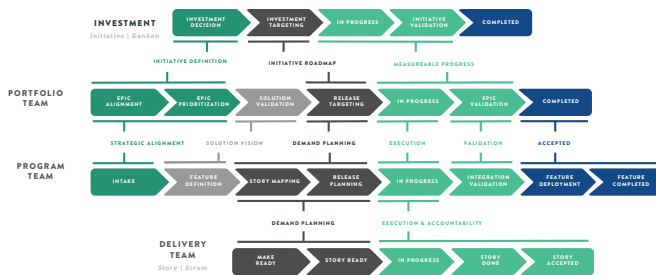 INVESTMENT
Initiative | Kanban
INVESTMENT
DECISION
INVESTMENT
TARGETING
IN PROGRESS
INITIATIVE
VALIDATION
COMPLETED
INITIATIVE DEFINITION
INITIATIVE ROADMAP
MEASUREABLE PROGRESS
PORTFOLIO
TEAM
EPIC
ALIGNMENT
EPIC
PRIORITIZATION
SOLUTION
VALIDATION
RELEASE
TARGETING
IN PROGRESS
EPIC
VALIDATION
COMPLETED
STRATEGIC ALIGNMENT
SOLUTION VISION
DEMAND PLANNING
EXECUTION
VALIDATION
ACCEPTED
PROGRAM
TEAM
INTAKE
FEATURE
DEFINITION
STORY MAPPING
RELEASE
PLANNING
IN PROGRESS
INTEGRATION
VALIDATION
FEATURE
DEPLOYMENT
FEATURE
COMPLETED
DEMAND PLANNING
EXECUTION & ACCOUNTABILITY
DELIVERY
TEAM
Story | Scrum
MAKE
READY
STORY READY
IN PROGRESS
STORY
DONE
STORY
ACCEPTED